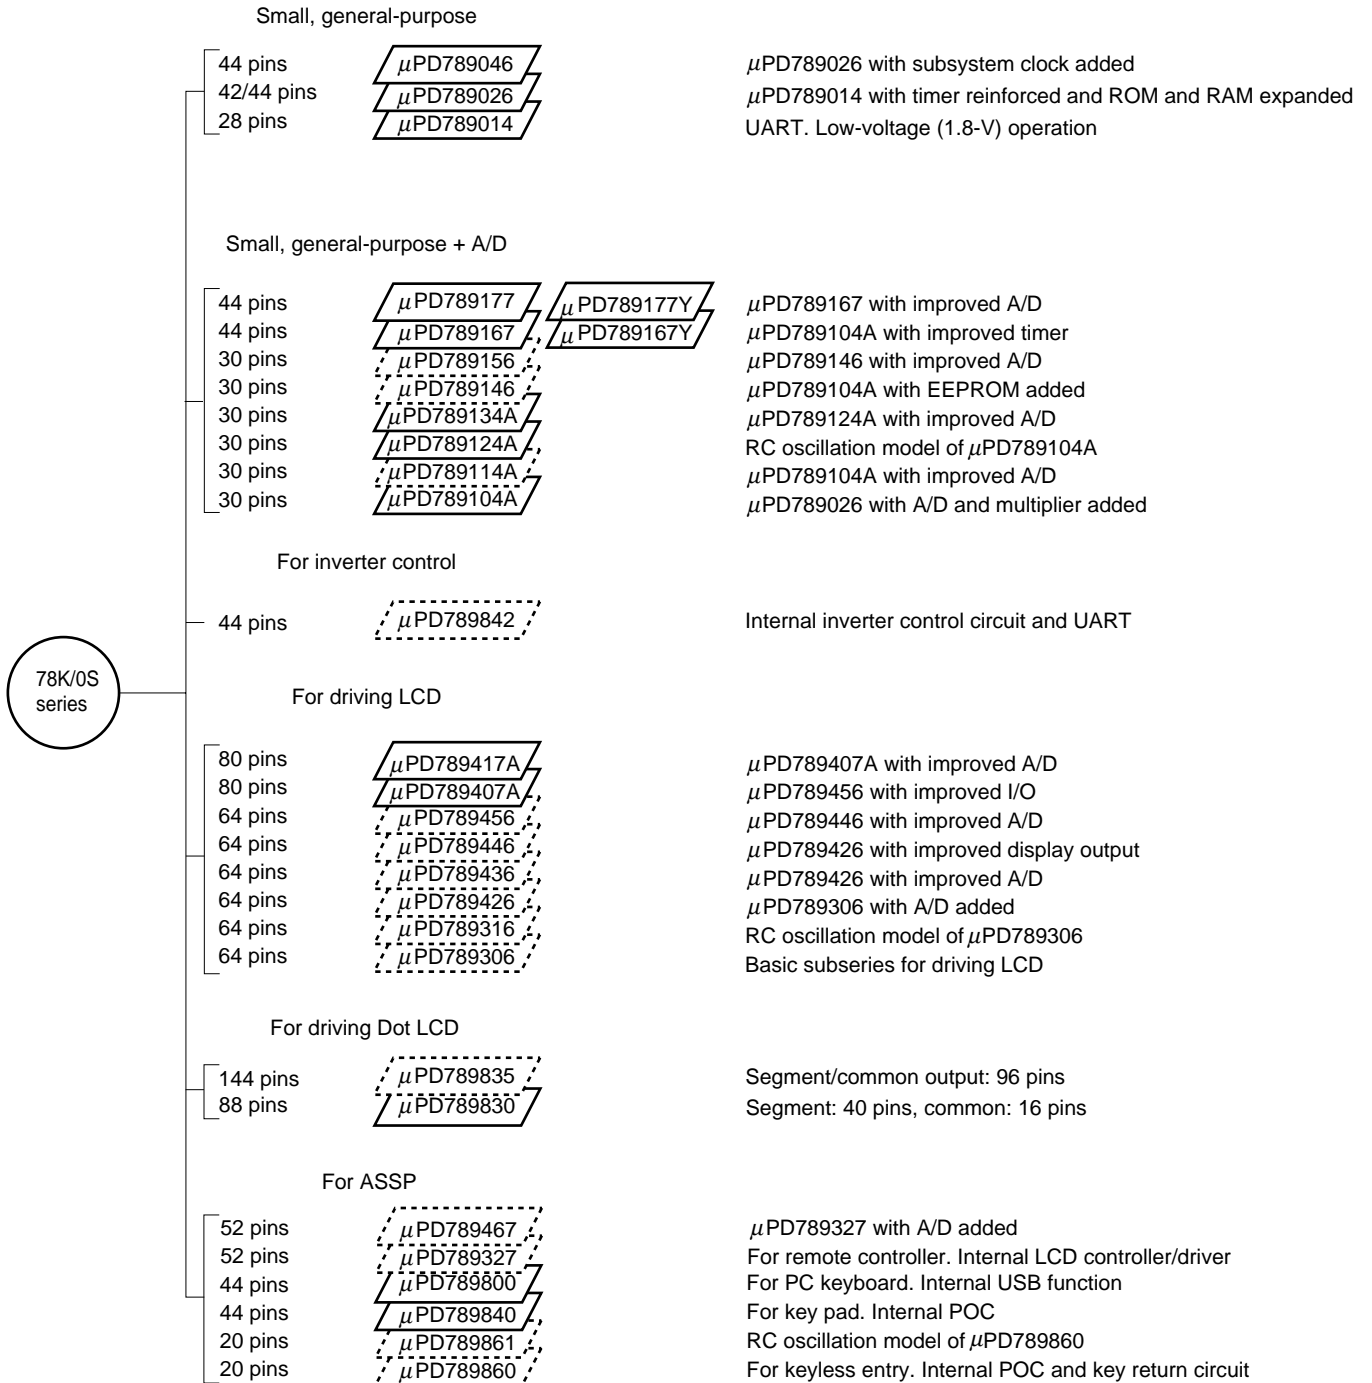 Small, general-purpose
44 pins μPD789046 μPD789026 with subsystem clock added
42/44 pins μPD789026 μPD789014 with timer reinforced and ROM and RAM expanded
28 pins μPD789014 UART. Low-voltage (1.8-V) operation
Small, general-purpose + A/D
44 pins μPD789177 μPD789177Y μPD789167 with improved A/D
44 pins μPD789167 μPD789167Y μPD789104A with improved timer
30 pins μPD789156 μPD789146 with improved A/D
30 pins μPD789146 μPD789104A with EEPROM added
30 pins μPD789134A μPD789124A with improved A/D
30 pins μPD789124A RC oscillation model of μPD789104A
30 pins μPD789114A μPD789104A with improved A/D
30 pins μPD789104A μPD789026 with A/D and multiplier added
For inverter control
44 pins μPD789842 Internal inverter control circuit and UART
78K/0S
series
For driving LCD
80 pins μPD789417A μPD789407A with improved A/D
80 pins μPD789407A μPD789456 with improved I/O
64 pins μPD789456 μPD789446 with improved A/D
64 pins μPD789446 μPD789426 with improved display output
64 pins μPD789436 μPD789426 with improved A/D
64 pins μPD789426 μPD789306 with A/D added
64 pins μPD789316 RC oscillation model of μPD789306
64 pins μPD789306 Basic subseries for driving LCD
For driving Dot LCD
144 pins μPD789835 Segment/common output: 96 pins
88 pins μPD789830 Segment: 40 pins, common: 16 pins
For ASSP
52 pins μPD789467 μPD789327 with A/D added
52 pins μPD789327 For remote controller. Internal LCD controller/driver
44 pins μPD789800 For PC keyboard. Internal USB function
44 pins μPD789840 For key pad. Internal POC
20 pins μPD789861 RC oscillation model of μPD789860
20 pins μPD789860 For keyless entry. Internal POC and key return circuit